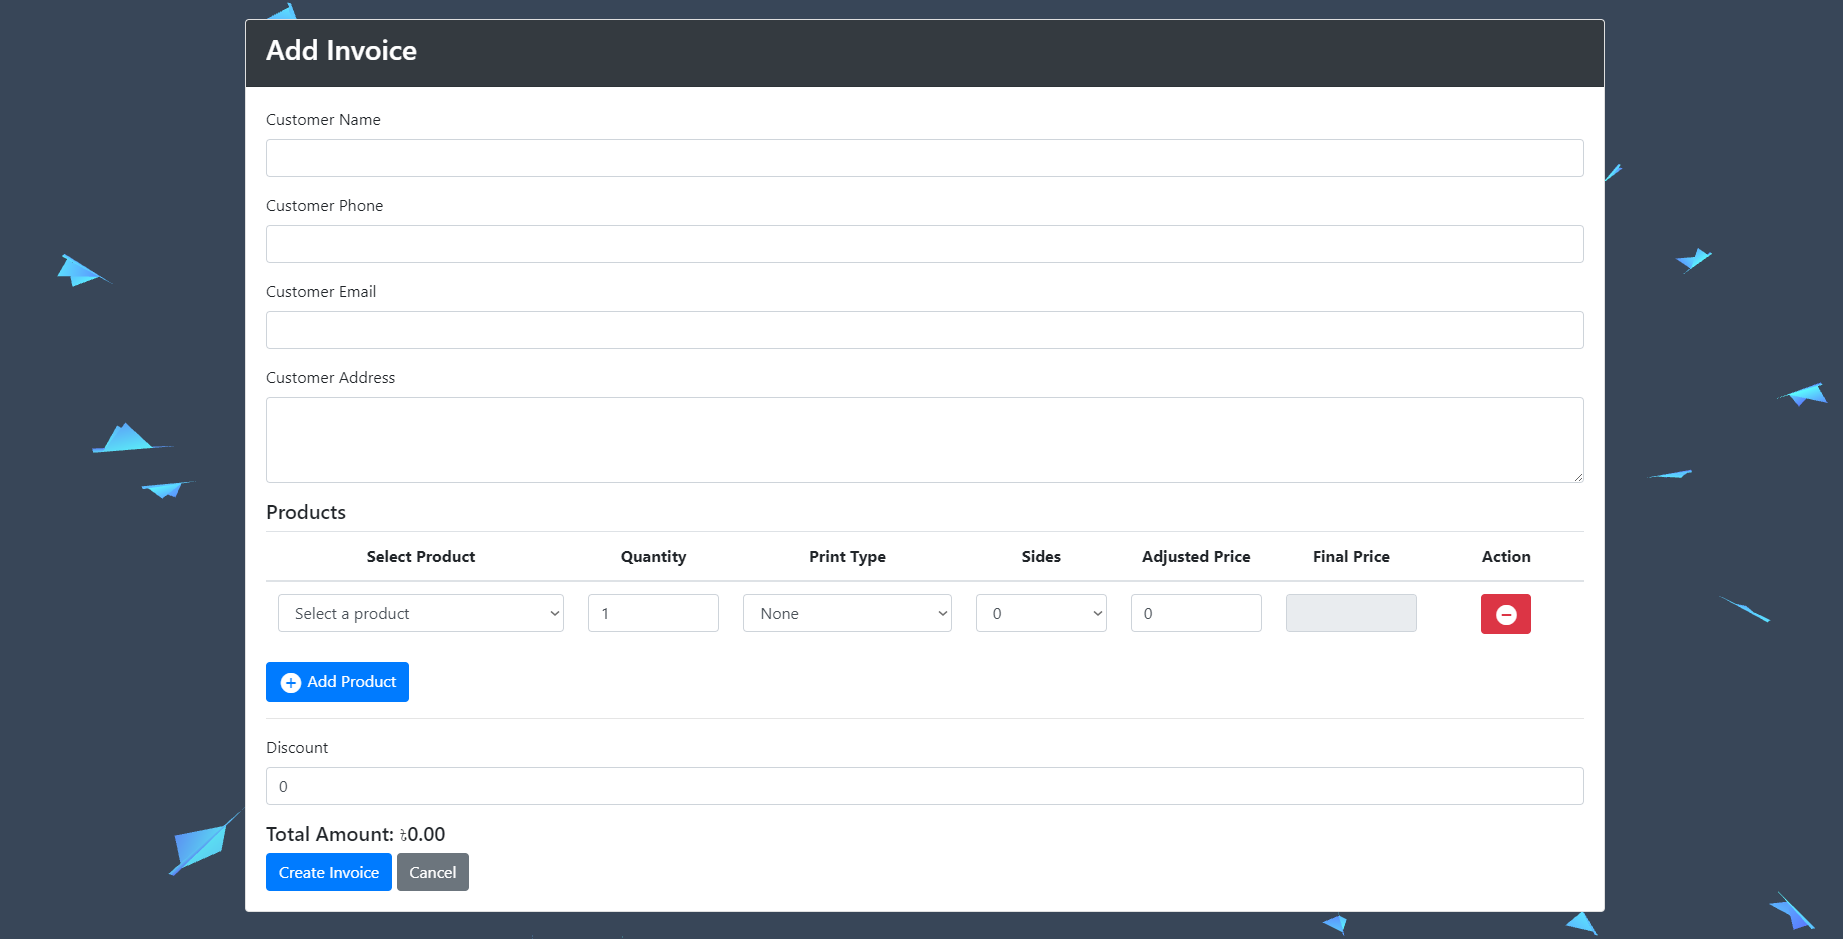 Add Invoice
Customer Name
Customer Phone
Customer Email
Customer Address
Products
Select Product Quantity Print Type Sides Adjusted Price Final Price Action
Select a product 1 None 0 0
Add Product
Discount
0
Total Amount: ৳0.00
Create Invoice Cancel